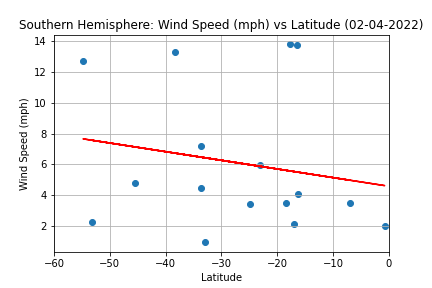 Southern Hemisphere: Wind Speed (mph) vs Latitude (02-04-2022)
14
12
10
8
6
4
2
Wind Speed (mph)
−60 −50 −40 −30 −20 −10 0
Latitude